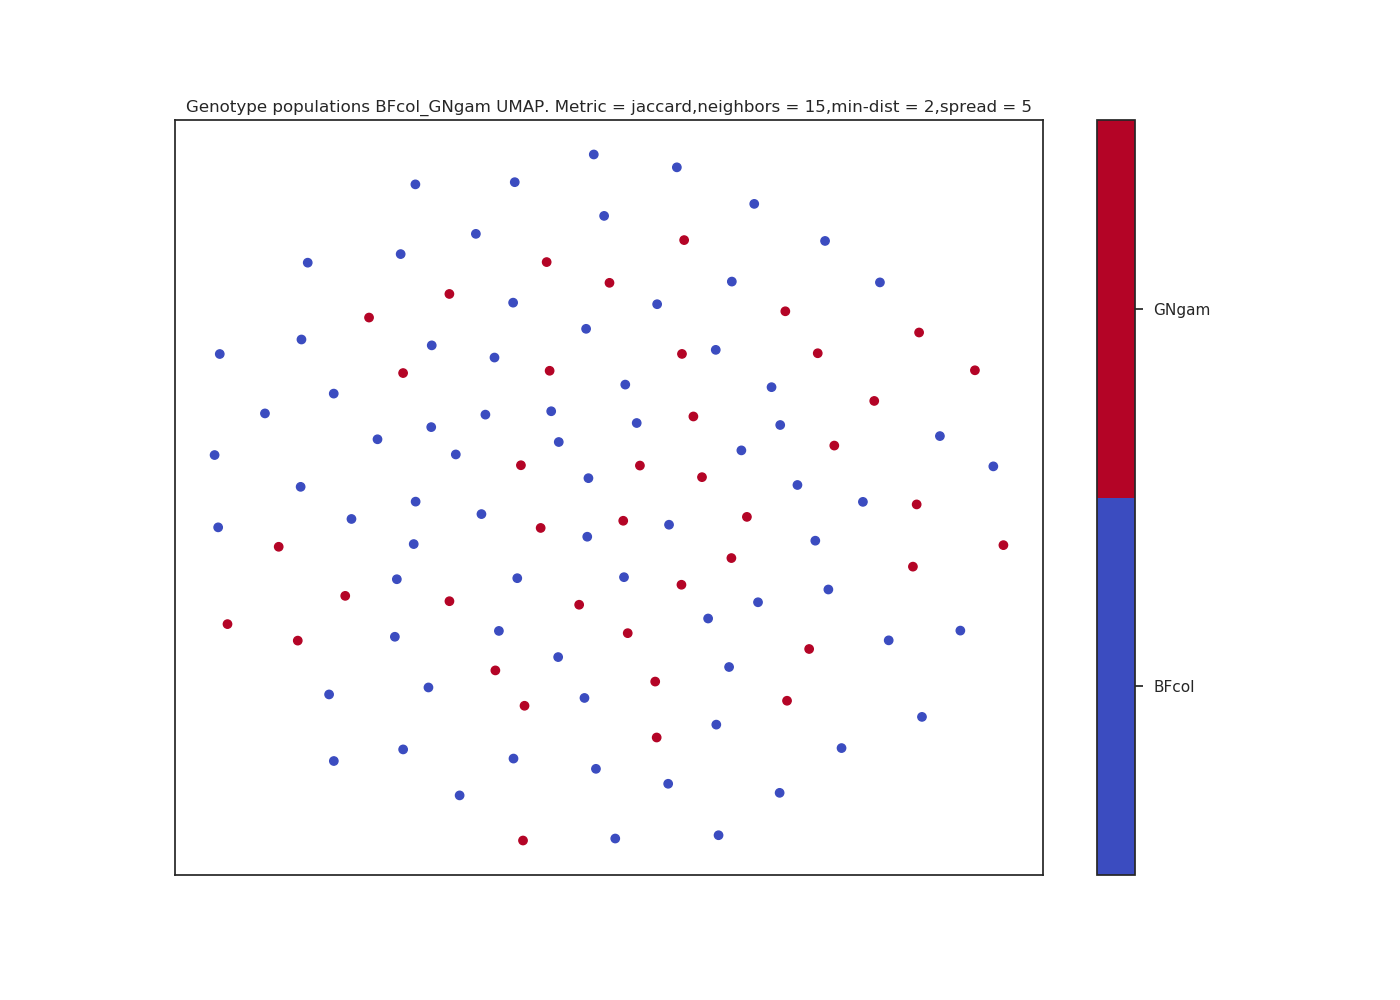 Genotype populations BFcol_GNgam UMAP. Metric = jaccard,neighbors = 15,min-dist = 2,spread = 5
GNgam
BFcol